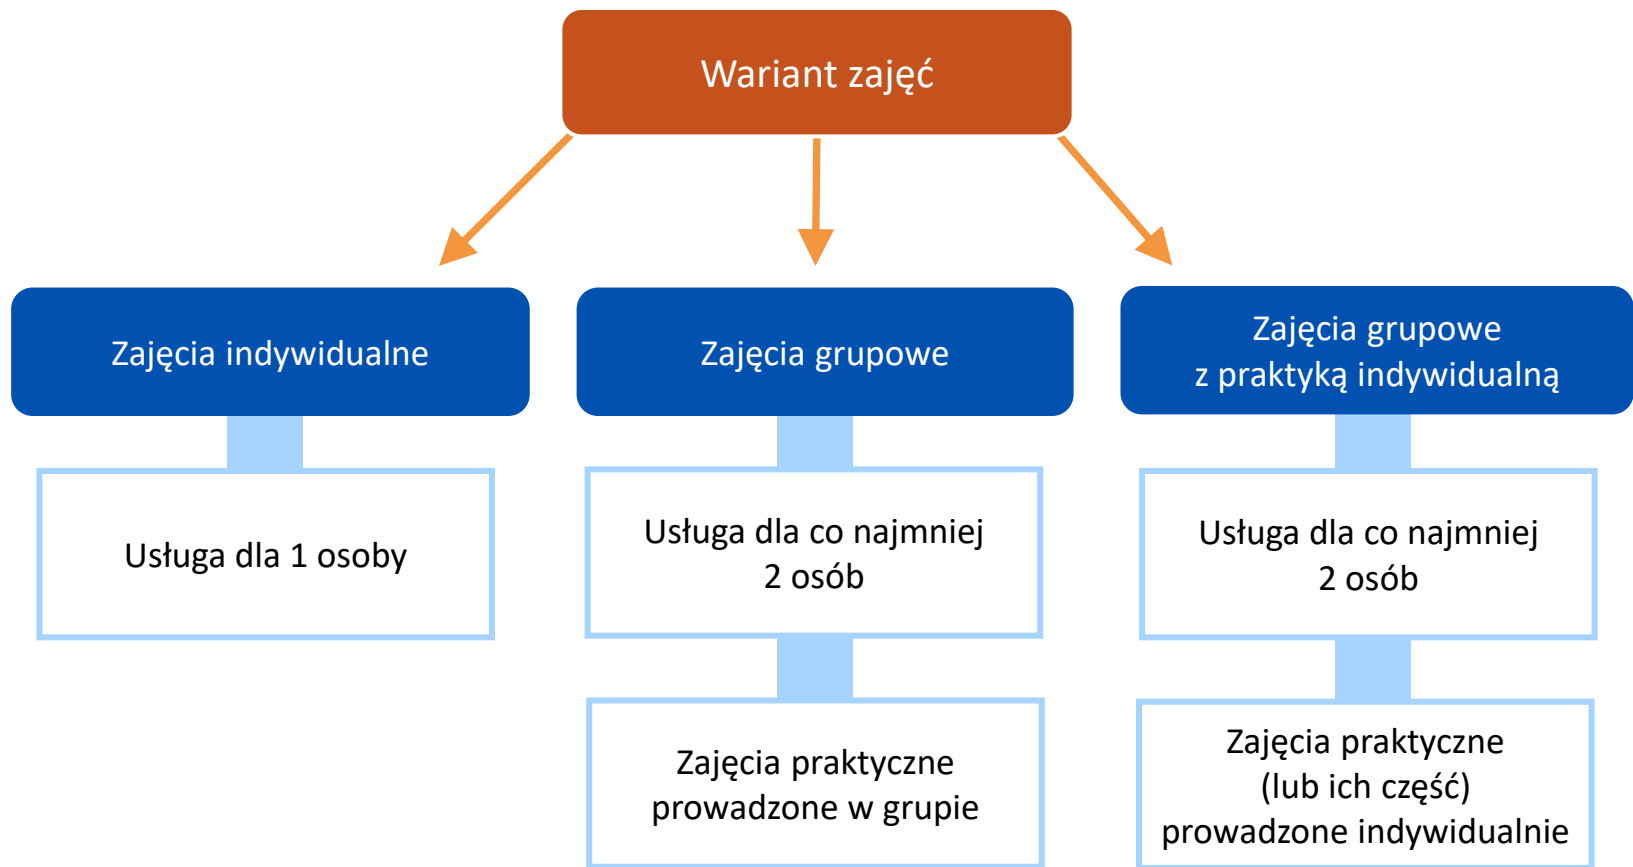 Wariant zajęć
Zajęcia indywidualne
Usługa dla 1 osoby
Zajęcia grupowe
Usługa dla co najmniej
2 osób
Zajęcia praktyczne
prowadzone w grupie
Zajęcia grupowe
z praktyką indywidualną
Usługa dla co najmniej
2 osób
Zajęcia praktyczne
(lub ich część)
prowadzone indywidualnie